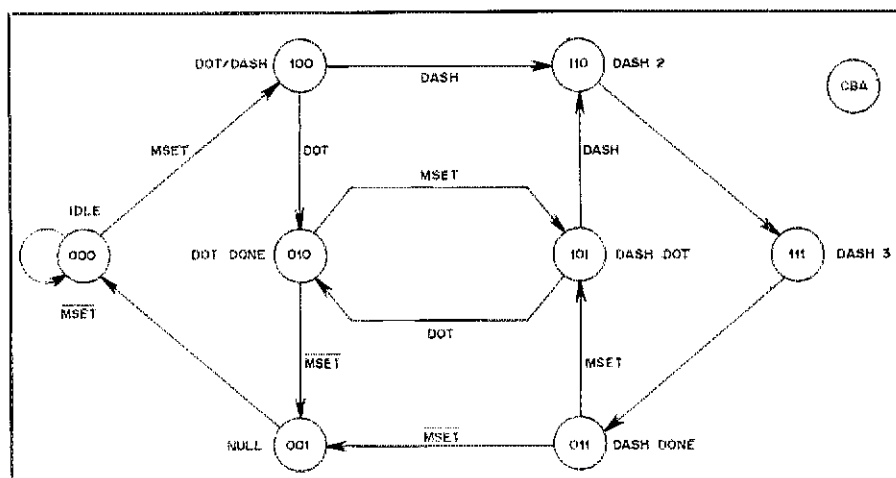 DOT/DASH 100 DASH 110 DASH 2
CBA
MSET DOT DASH
MSET
IDLE
000 DOT DONE 010 101 DASH DOT 111 DASH 3
MSET
DOT
MSET MSET
NULL 001 MSET 011 DASH DONE